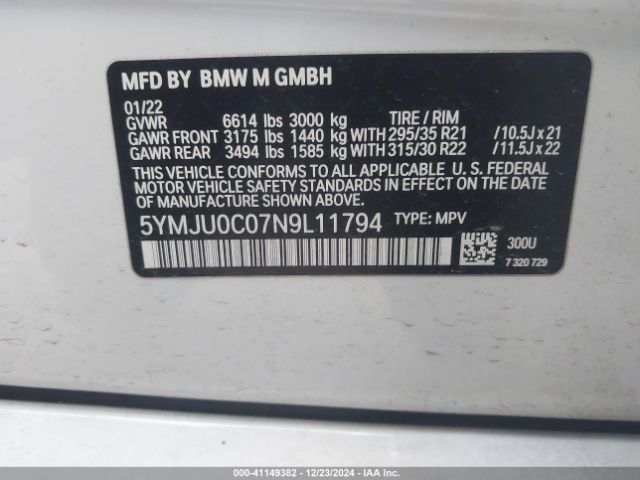 MFD BY BMW M GMBH
01/22
GVWR 6614 lbs 3000 kg TIRE / RIM
GAWR FRONT 3175 lbs 1440 kg WITH 295/35 R21 /10.5J x 21
GAWR REAR 3494 lbs 1585 kg WITH 315/30 R22 /11.5J x 22
THIS VEHICLE CONFORMS TO ALL APPLICABLE U. S. FEDERAL
MOTOR VEHICLE SAFETY STANDARDS IN EFFECT ON THE
DATE OF MANUFACTURE SHOWN ABOVE.
5YMJU0C07N9L11794 TYPE: MPV
300U
7 320 729
000 - 41149382 - 12/23/2024 - IAA Inc.